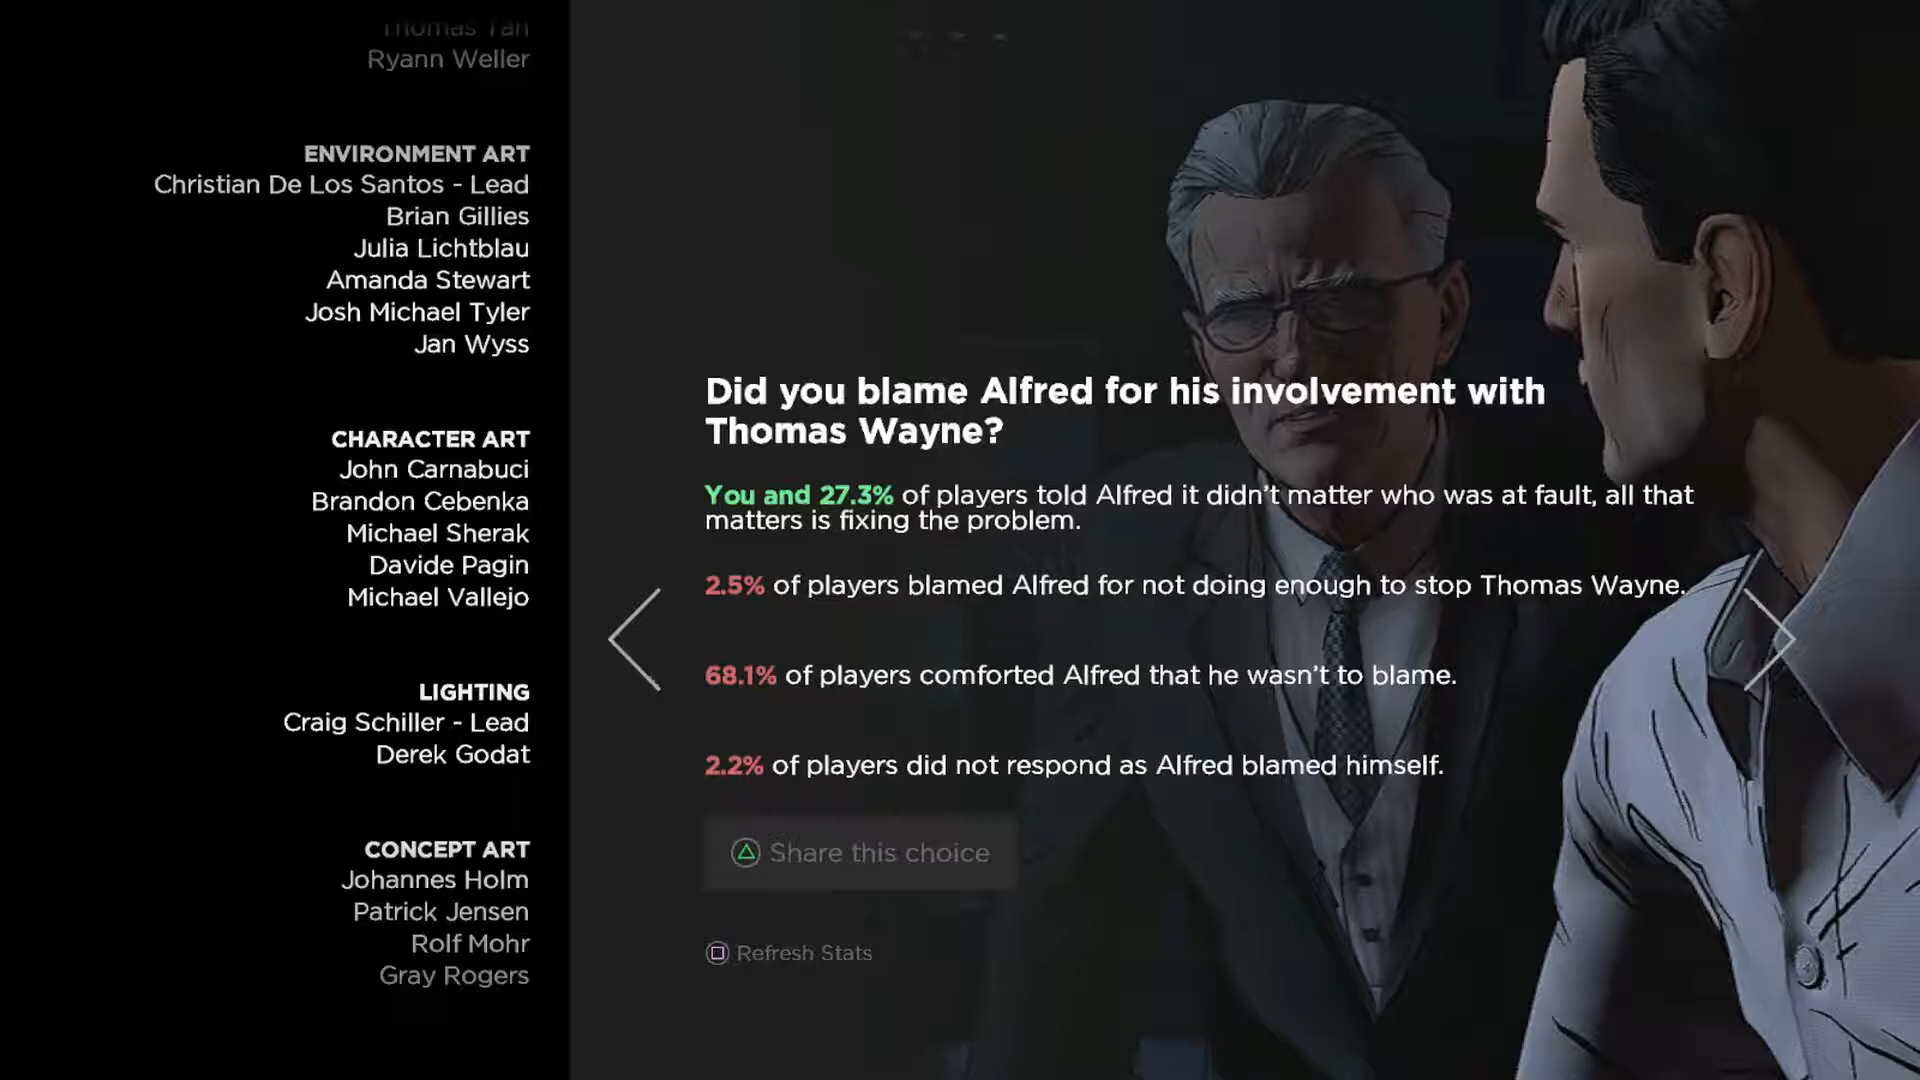 Thomas Tan
Ryann Weller
ENVIRONMENT ART
Christian De Los Santos - Lead
Brian Gillies
Julia Lichtblau
Amanda Stewart
Josh Michael Tyler
Jan Wyss
CHARACTER ART
John Carnabuci
Brandon Cebenka
Michael Sherak
Davide Pagin
Michael Vallejo
LIGHTING
Craig Schiller - Lead
Derek Godat
CONCEPT ART
Johannes Holm
Patrick Jensen
Rolf Mohr
Gray Rogers
Did you blame Alfred for his involvement with
Thomas Wayne?
You and 27.3% of players told Alfred it didn't matter who was at fault, all that
matters is fixing the problem.
2.5% of players blamed Alfred for not doing enough to stop Thomas Wayne.
68.1% of players comforted Alfred that he wasn't to blame.
2.2% of players did not respond as Alfred blamed himself.
Share this choice
Refresh Stats